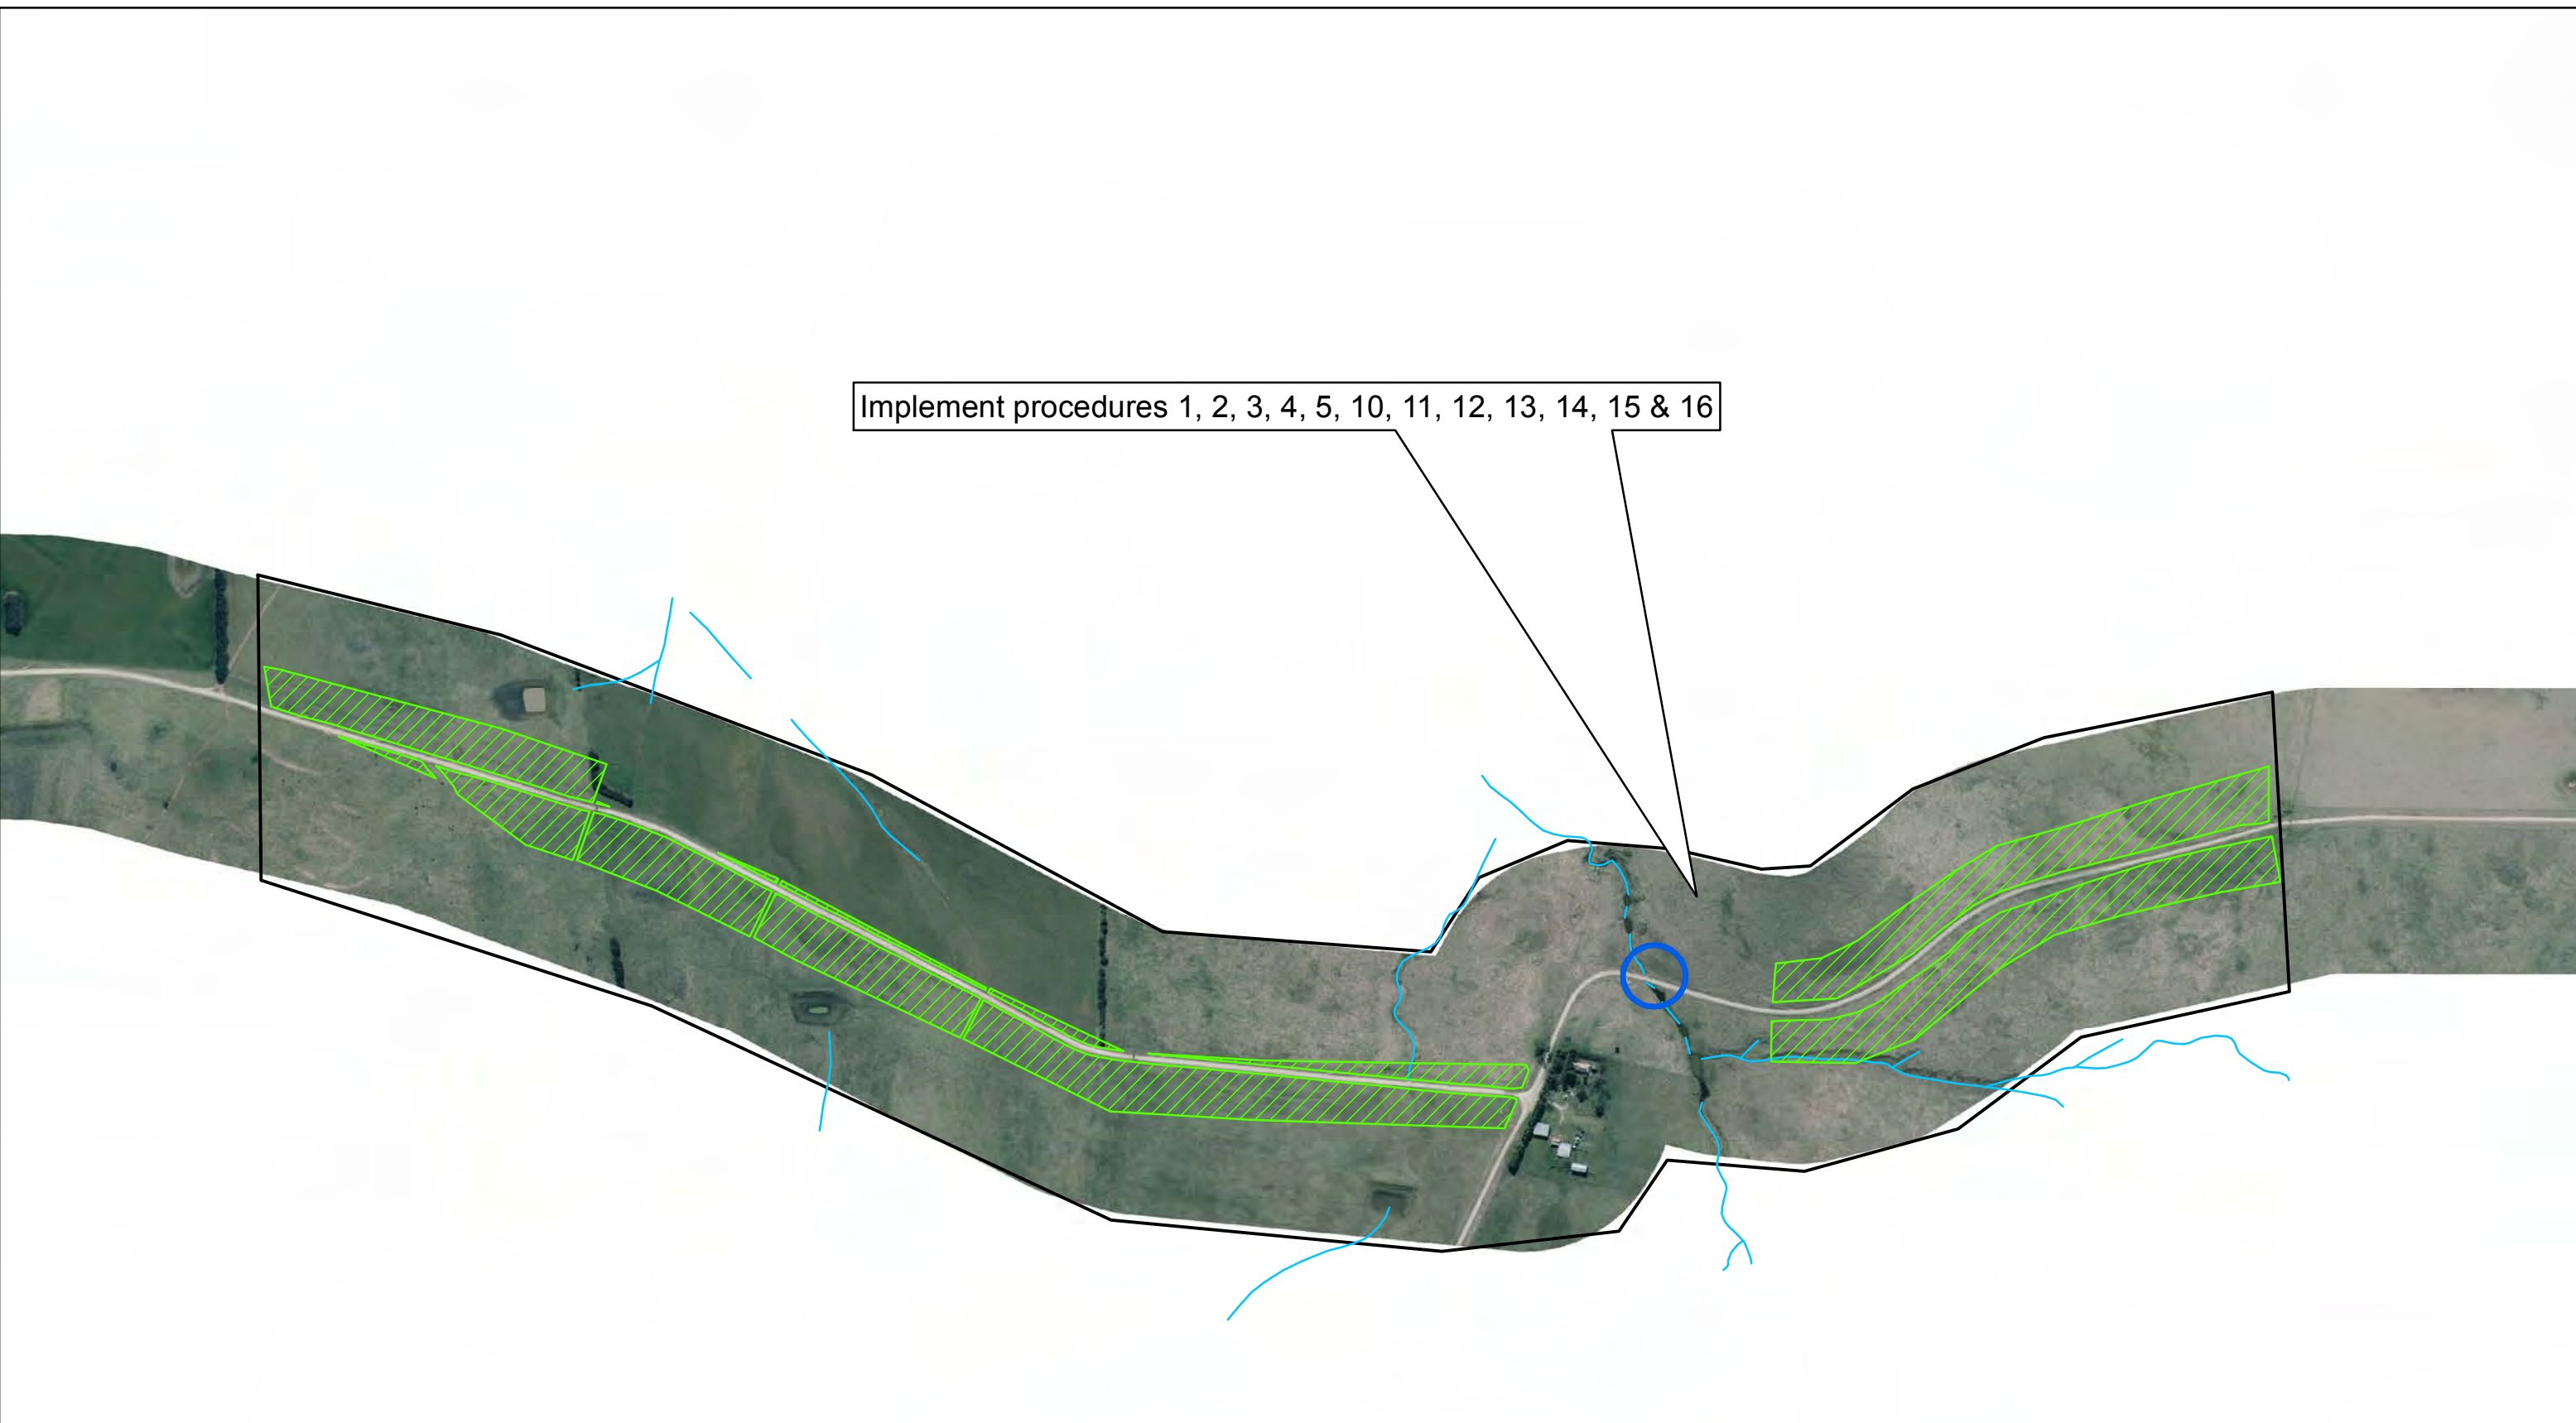 Implement procedures 1, 2, 3, 4, 5, 10, 11, 12, 13, 14, 15 & 16